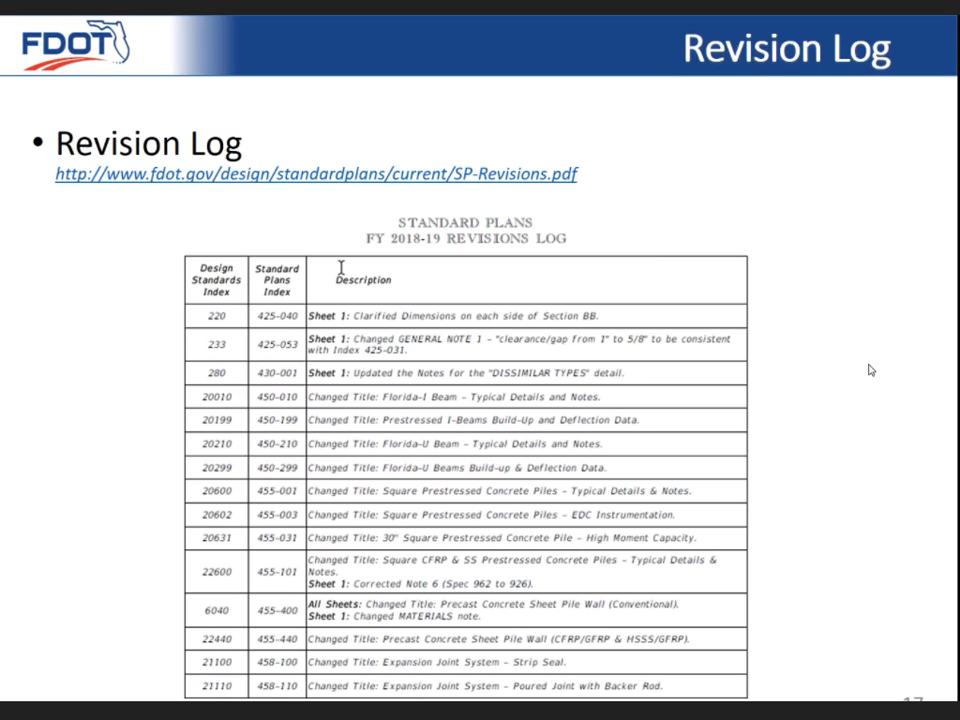 FDOT
Revision Log
• Revision Log
http://www.fdot.gov/design/standardplans/current/SP-Revisions.pdf
STANDARD PLANS
FY 2018-19 REVISIONS LOG
Design Standards Index Standard Plans Index Description
220 425-040 Sheet 1: Clarified Dimensions on each side of Section BB.
233 425-053 Sheet 1: Changed GENERAL NOTE 1 - "clearance/gap from 1" to 5/8" to be consistent
with Index 425-031.
280 430-001 Sheet 1: Updated the Notes for the "DISSIMILAR TYPES" detail.
20010 450-010 Changed Title: Florida-I Beam - Typical Details and Notes.
20199 450-199 Changed Title: Prestressed I-Beams Build-Up and Deflection Data.
20210 450-210 Changed Title: Florida-U Beam - Typical Details and Notes.
20299 450-299 Changed Title: Florida-U Beams Build-up & Deflection Data.
20600 455-001 Changed Title: Square Prestressed Concrete Piles - Typical Details & Notes.
20602 455-003 Changed Title: Square Prestressed Concrete Piles - EDC Instrumentation.
20631 455-031 Changed Title: 30" Square Prestressed Concrete Pile - High Moment Capacity.
22600 455-101 Changed Title: Square CFRP & SS Prestressed Concrete Piles - Typical Details &
Notes.
Sheet 1: Corrected Note 6 (Spec 962 to 926).
6040 455-400 All Sheets: Changed Title: Precast Concrete Sheet Pile Wall (Conventional).
Sheet 1: Changed MATERIALS note.
22440 455-440 Changed Title: Precast Concrete Sheet Pile Wall (CFRP/GFRP & HSSS/GFRP).
21100 458-100 Changed Title: Expansion Joint System - Strip Seal.
21110 458-110 Changed Title: Expansion Joint System - Poured Joint with Backer Rod.